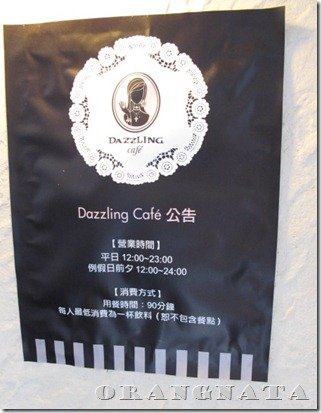 DAZZLING
café
Dazzling Café 公告
【營業時間】
平日 12:00~23:00
例假日前夕 12:00~24:00
【消費方式】
用餐時間：90分鐘
每人最低消費為一杯飲料（恕不包含餐點）
ORANGNATA